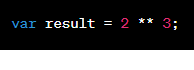 var result = 2 ** 3;